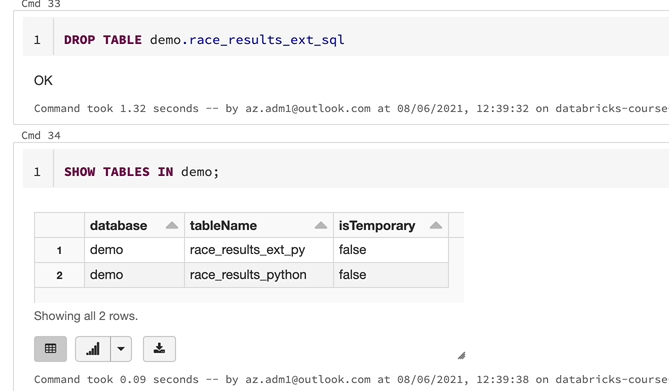 Cmd 33
1 DROP TABLE demo.race_results_ext_sql
OK
Command took 1.32 seconds -- by az.adm1@outlook.com at 08/06/2021, 12:39:32 on databricks-course
Cmd 34
1 SHOW TABLES IN demo;
database tableName isTemporary
1 demo race_results_ext_py false
2 demo race_results_python false
Showing all 2 rows.
Command took 0.09 seconds -- by az.adm1@outlook.com at 08/06/2021, 12:39:38 on databricks-course